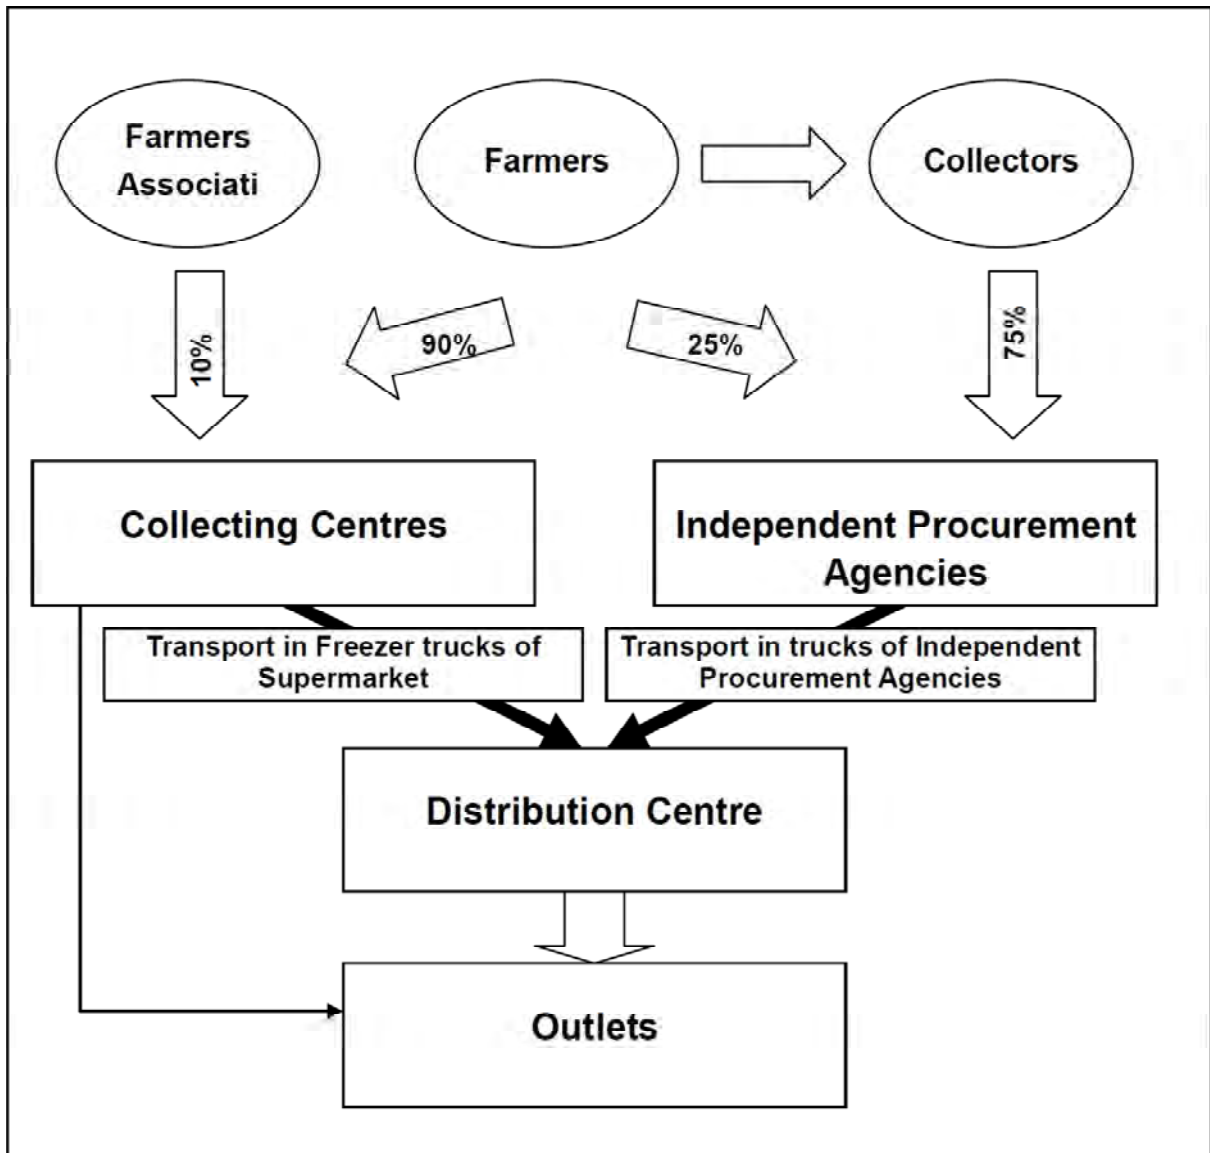 Farmers
Associati
Farmers
Collectors
10%
90%
25%
75%
Collecting Centres
Independent Procurement
Agencies
Transport in Freezer trucks of
Supermarket
Transport in trucks of Independent
Procurement Agencies
Distribution Centre
Outlets